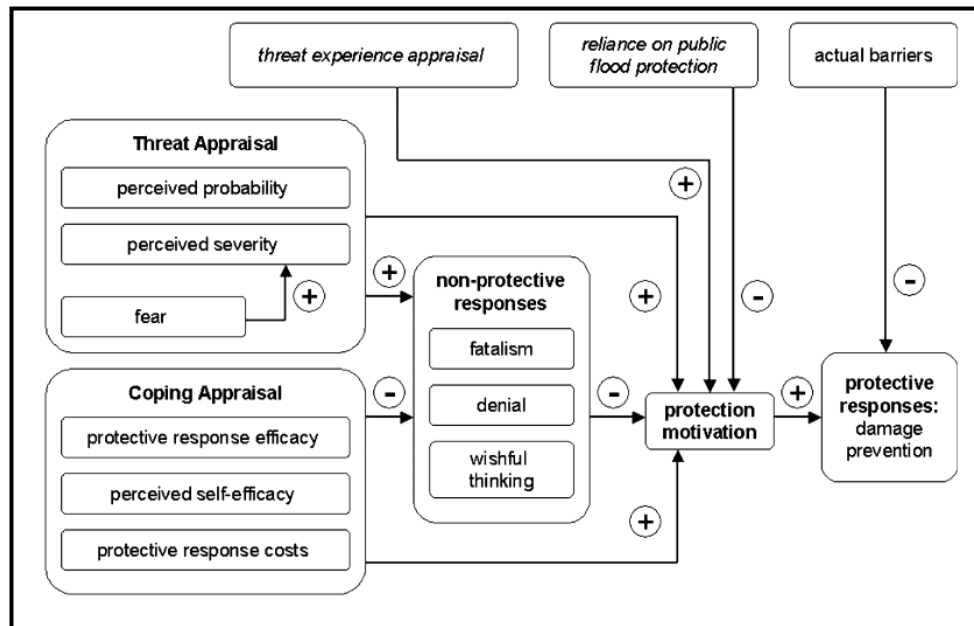 threat experience appraisal
reliance on public
flood protection
actual barriers
Threat Appraisal
perceived probability
perceived severity
+
fear
Coping Appraisal
protective response efficacy
perceived self-efficacy
protective response costs
+
-
non-protective
responses
fatalism
denial
wishful
thinking
-
+
+
-
+
protection
motivation
+
-
protective
responses:
damage
prevention